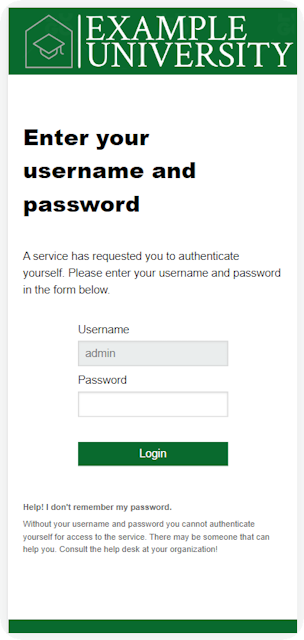 EXAMPLE
UNIVERSITY
Enter your
username and
password
A service has requested you to authenticate
yourself. Please enter your username and password
in the form below.
Username
admin
Password
Login
Help! I don't remember my password.
Without your username and password you cannot authenticate
yourself for access to the service. There may be someone that can
help you. Consult the help desk at your organization!